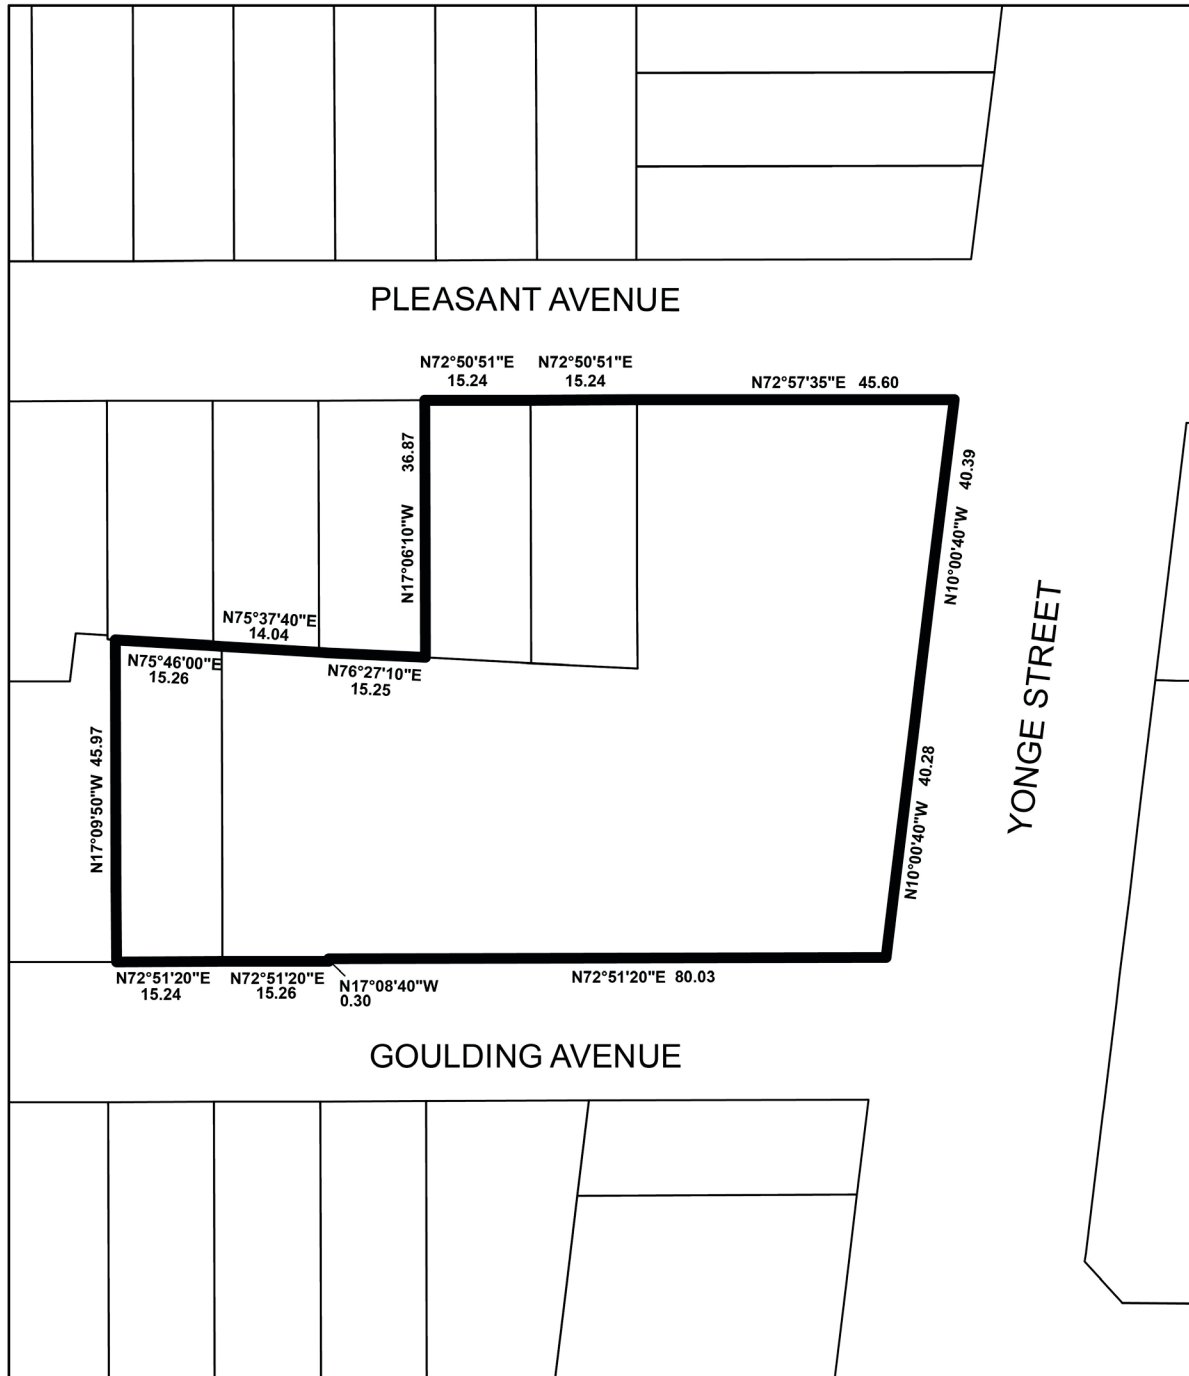 PLEASANT AVENUE
N72°50'51"E
15.24
N72°50'51"E
15.24
N72°57'35"E 45.60
N17°06'10"W 36.87
N10°00'40"W 40.39
N75°37'40"E
14.04
N75°46'00"E
15.26
N76°27'10"E
15.25
YONGE STREET
N17°09'50"W 45.97
N10°00'40"W 40.28
N72°51'20"E
15.24
N72°51'20"E
15.26
N17°08'40"W
0.30
N72°51'20"E 80.03
GOULDING AVENUE